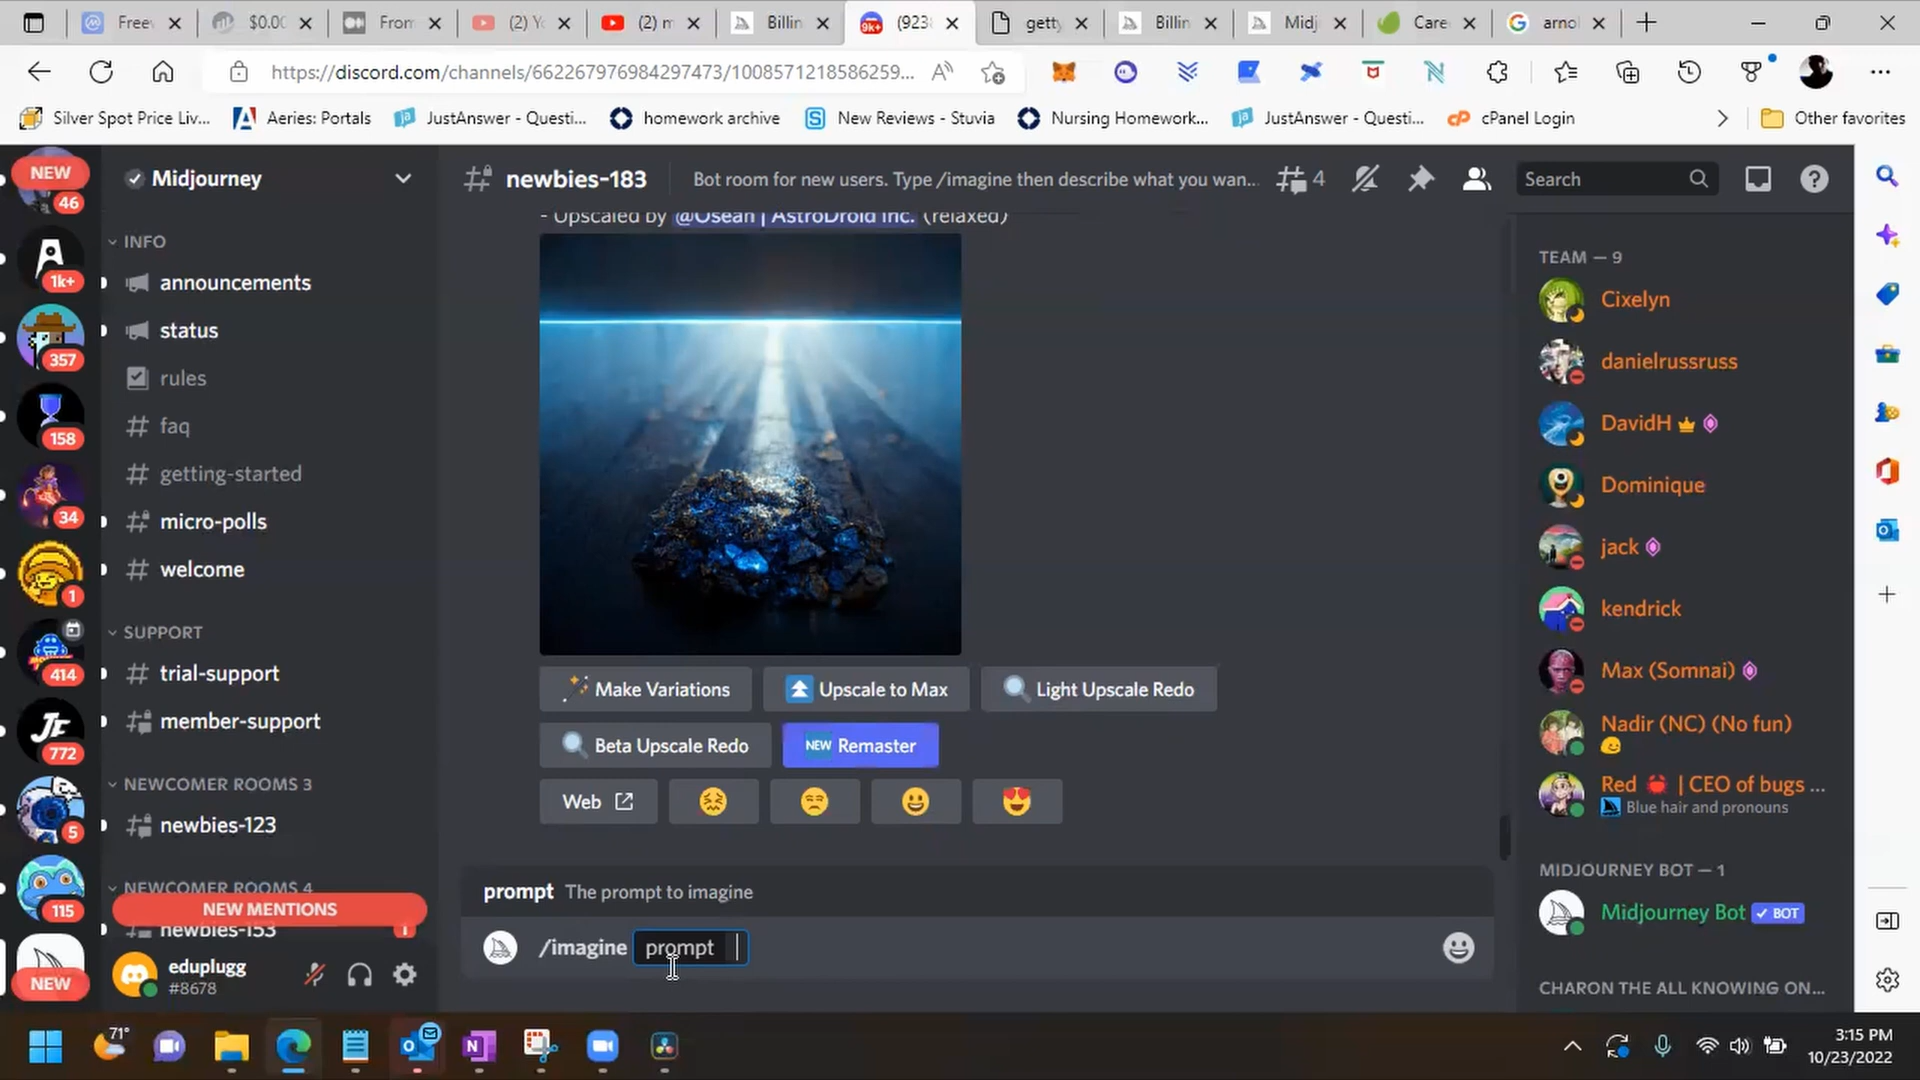 Freev
$0.00
From
(2) Yo
(2) m
Billin
9k+
(923
getty
Billin
Midj
Care
arnol
https://discord.com/channels/662267976984297473/1008571218586259...
Silver Spot Price Liv...
Aeries: Portals
JustAnswer - Questi...
homework archive
New Reviews - Stuvia
Nursing Homework...
JustAnswer - Questi...
cPanel Login
Other favorites
NEW
46
1k+
357
158
34
1
414
JF
772
5
115
NEW
Midjourney
INFO
announcements
status
rules
faq
getting-started
micro-polls
welcome
SUPPORT
trial-support
member-support
NEWCOMER ROOMS 3
newbies-123
NEWCOMER ROOMS 4
NEW MENTIONS
newbies-153
eduplugg
#8678
newbies-183
Bot room for new users. Type /imagine then describe what you wan...
4
Search
- Upscaled by @Osean | AstroDroid Inc. (relaxed)
Make Variations
Upscale to Max
Light Upscale Redo
Beta Upscale Redo
NEW Remaster
Web
prompt The prompt to imagine
/imagine prompt
TEAM — 9
Cixelyn
danielrussruss
DavidH
Dominique
jack
kendrick
Max (Somnai)
Nadir (NC) (No fun)
Red 🦀 | CEO of bugs ...
Blue hair and pronouns
MIDJOURNEY BOT — 1
Midjourney Bot ✓ BOT
CHARON THE ALL KNOWING ON...
71°
3:15 PM
10/23/2022